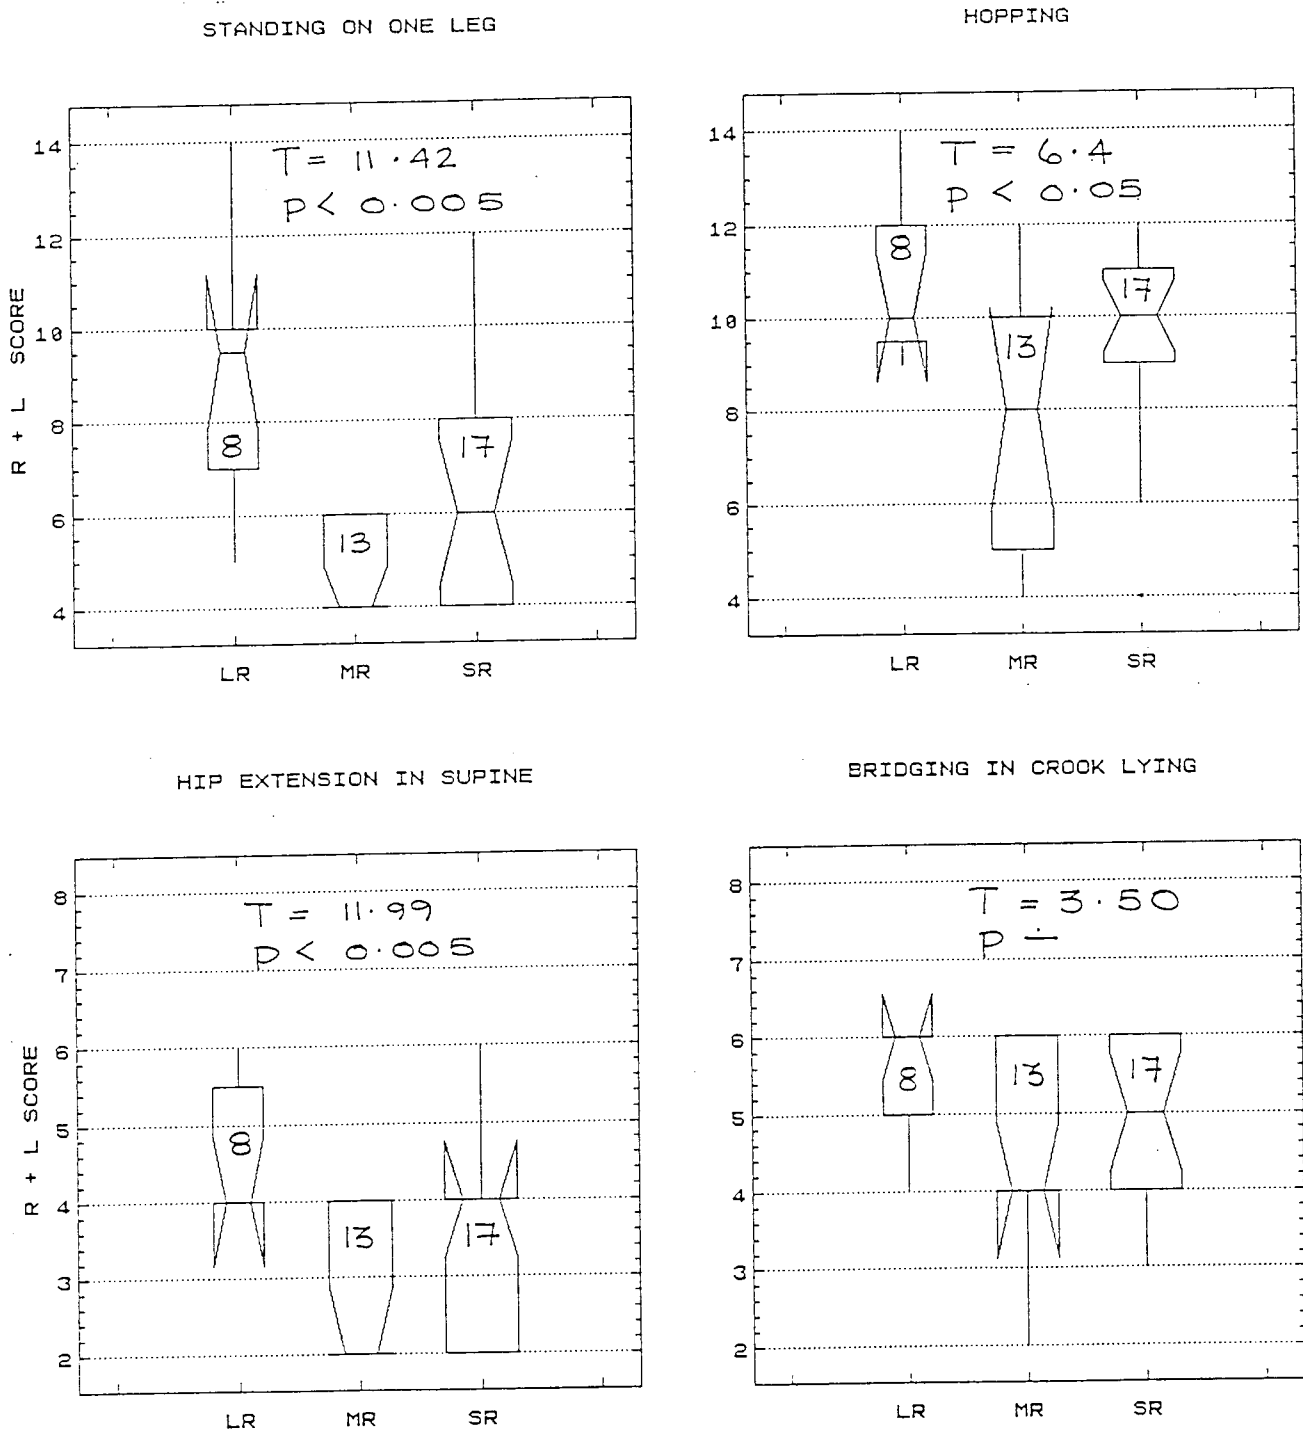 STANDING ON ONE LEG
T = 11.42
p < 0.005
R + L SCORE
14
12
10
8
6
4
8
13
17
LR MR SR
HOPPING
T = 6.4
p < 0.05
14
12
10
8
6
4
8
13
17
LR MR SR
HIP EXTENSION IN SUPINE
T = 11.99
p < 0.005
R + L SCORE
8
7
6
5
4
3
2
8
13
17
LR MR SR
BRIDGING IN CROOK LYING
T = 3.50
p ∸
8
7
6
5
4
3
2
8
13
17
LR MR SR